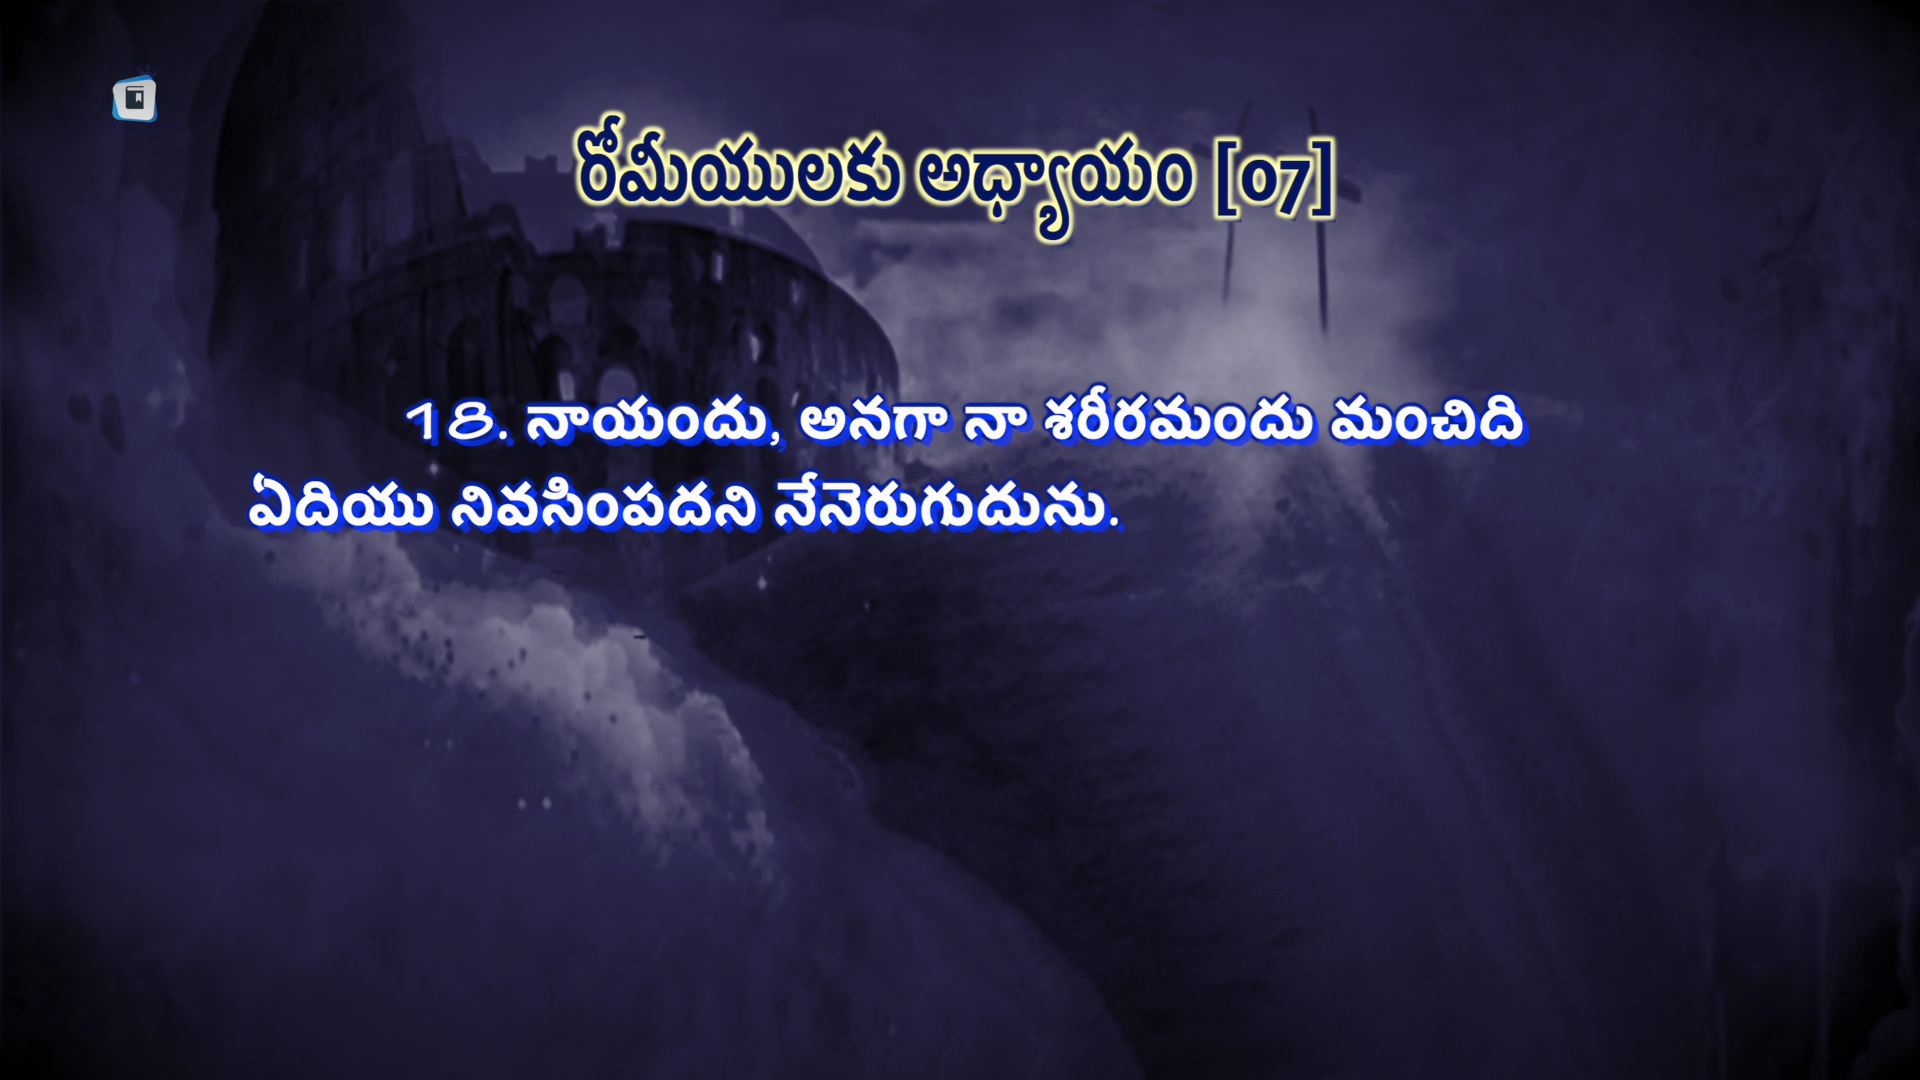 రోమీయులకు అధ్యాయం [07]
18. నాయందు, అనగా నా శరీరమందు మంచిది
ఏదియు నివసింపదని నేనెరుగుదును.